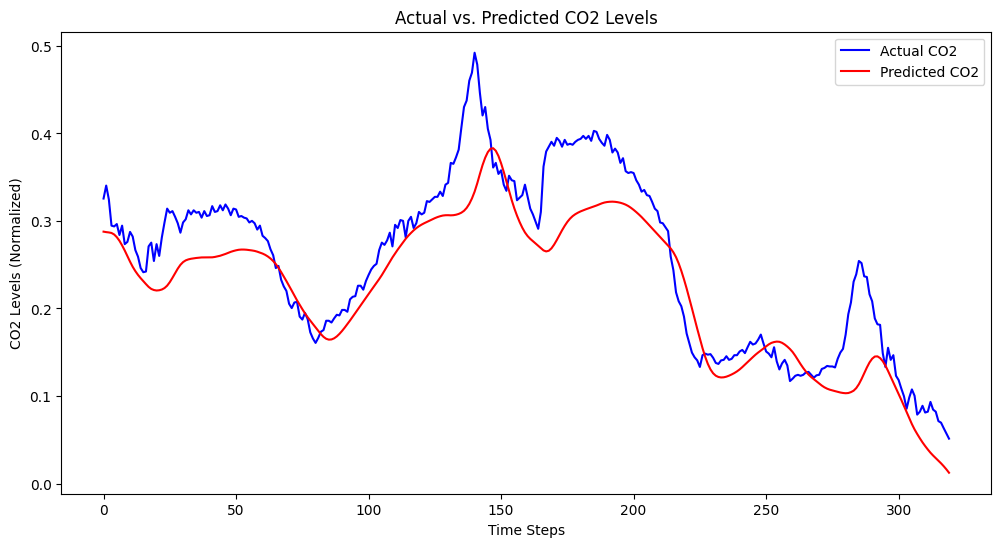 Actual vs. Predicted CO2 Levels
Actual CO2
Predicted CO2
CO2 Levels (Normalized)
0.5
0.4
0.3
0.2
0.1
0.0
0 50 100 150 200 250 300
Time Steps